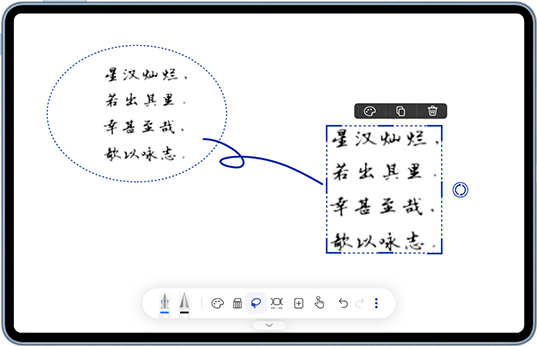 星汉灿烂，
若出其里.
幸甚至哉，
歌以咏志.
星汉灿烂，
若出其里.
幸甚至哉，
歌以咏志.